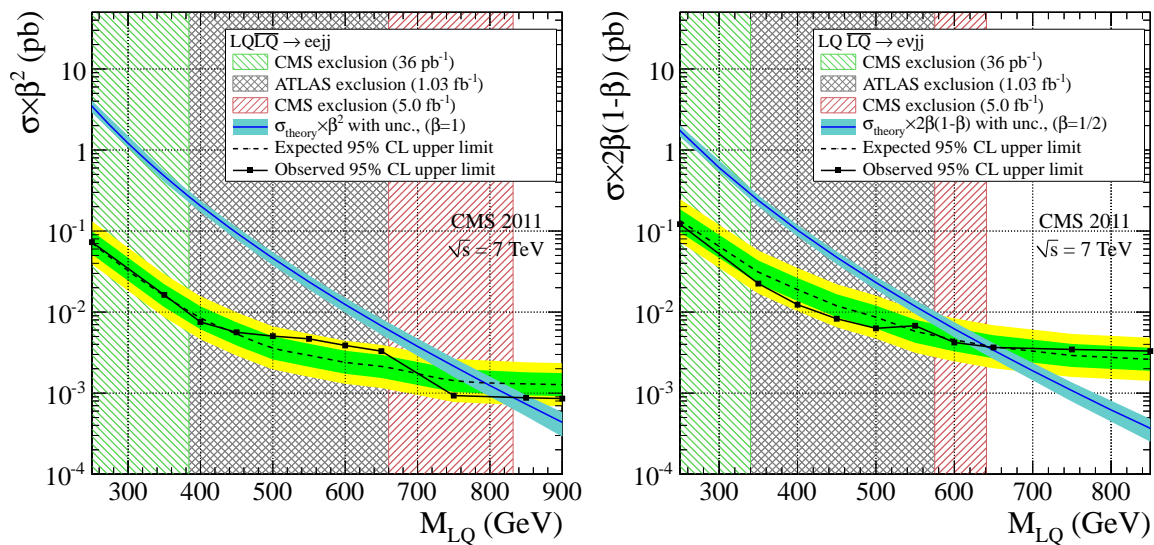 LQLQ̅ → eejj
CMS exclusion (36 pb⁻¹)
ATLAS exclusion (1.03 fb⁻¹)
CMS exclusion (5.0 fb⁻¹)
σ_theory×β² with unc., (β=1)
Expected 95% CL upper limit
Observed 95% CL upper limit
CMS 2011
√s = 7 TeV
σ×β² (pb)
10
1
10⁻¹
10⁻²
10⁻³
10⁻⁴
300 400 500 600 700 800 900
M_LQ (GeV)
LQ LQ̅ → eνjj
CMS exclusion (36 pb⁻¹)
ATLAS exclusion (1.03 fb⁻¹)
CMS exclusion (5.0 fb⁻¹)
σ_theory×2β(1-β) with unc., (β=1/2)
Expected 95% CL upper limit
Observed 95% CL upper limit
CMS 2011
√s = 7 TeV
σ×2β(1-β) (pb)
10
1
10⁻¹
10⁻²
10⁻³
10⁻⁴
300 400 500 600 700 800
M_LQ (GeV)